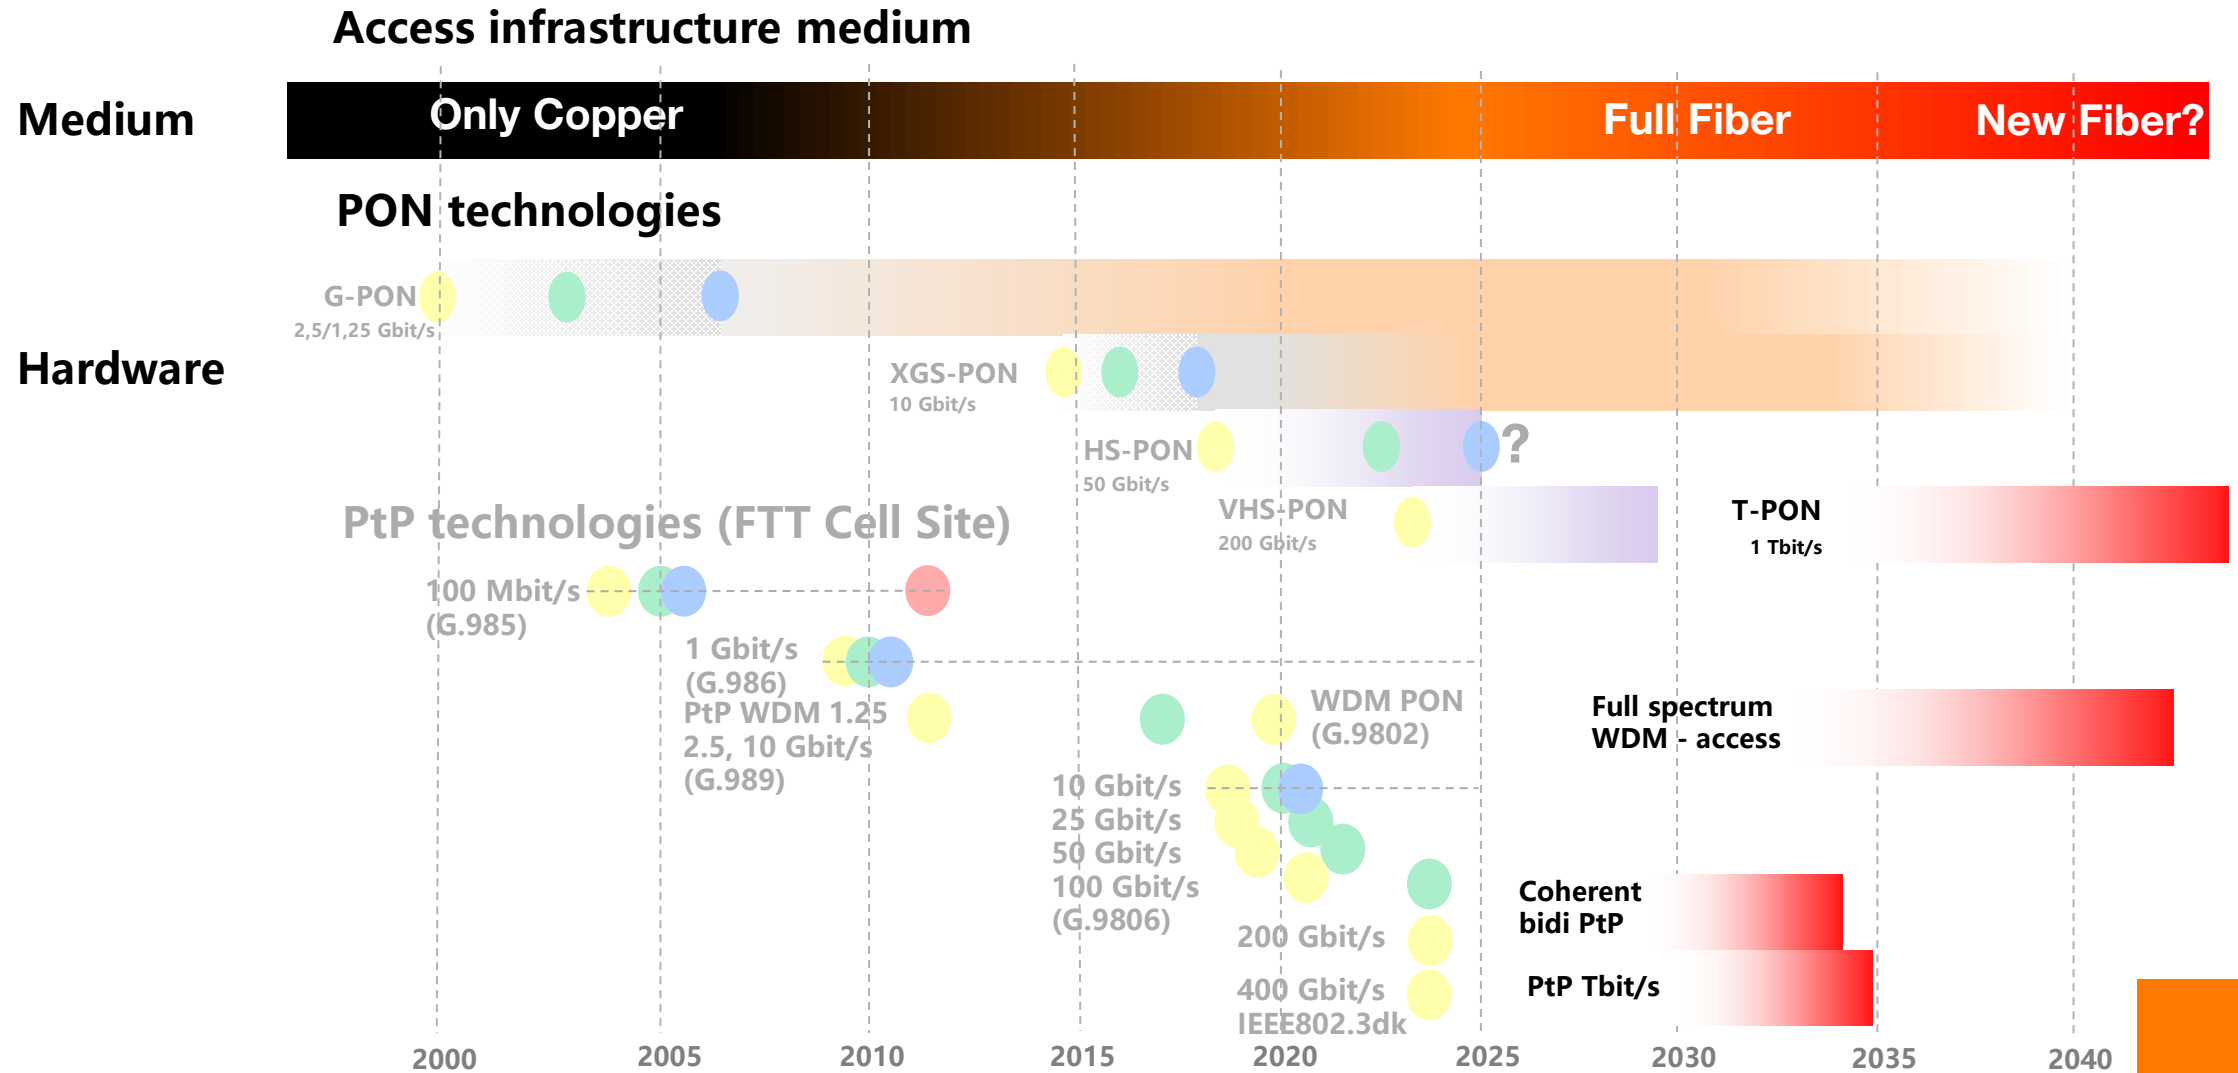 Access infrastructure medium
Medium
Only Copper
Full Fiber
New Fiber?
PON technologies
G-PON
2,5/1,25 Gbit/s
Hardware
XGS-PON
10 Gbit/s
HS-PON
50 Gbit/s
?
VHS-PON
200 Gbit/s
T-PON
1 Tbit/s
PtP technologies (FTT Cell Site)
100 Mbit/s
(G.985)
1 Gbit/s
(G.986)
PtP WDM 1.25
2.5, 10 Gbit/s
(G.989)
WDM PON
(G.9802)
Full spectrum
WDM - access
10 Gbit/s
25 Gbit/s
50 Gbit/s
100 Gbit/s
(G.9806)
200 Gbit/s
400 Gbit/s
IEEE802.3dk
Coherent
bidi PtP
PtP Tbit/s
2000
2005
2010
2015
2020
2025
2030
2035
2040